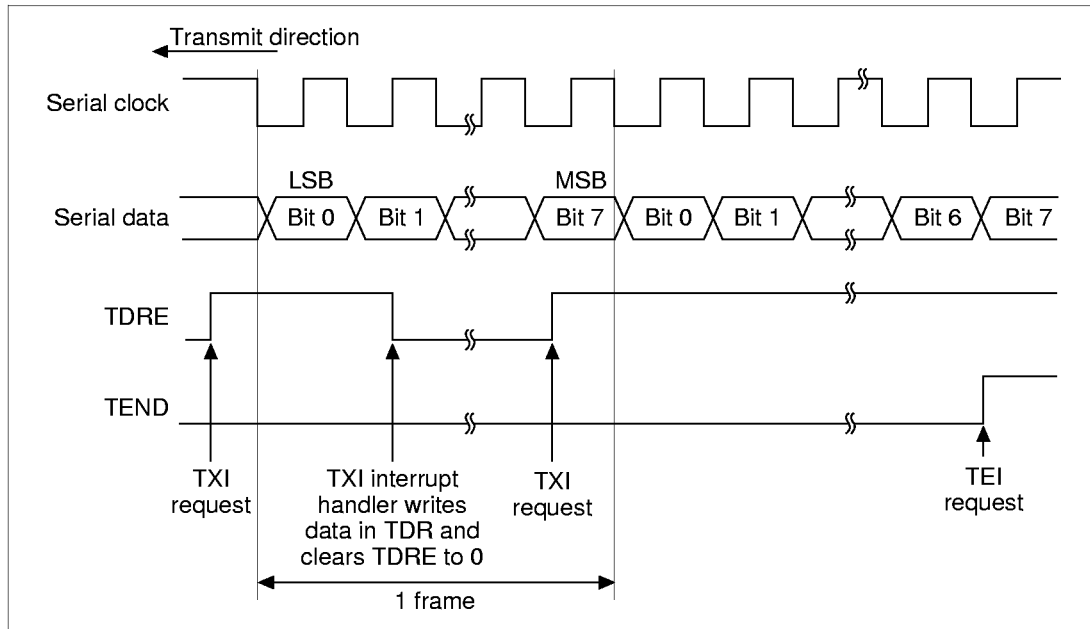 Transmit direction
Serial clock
LSB
MSB
Serial data
Bit 0
Bit 1
Bit 7
Bit 0
Bit 1
Bit 6
Bit 7
TDRE
TEND
TXI
request
TXI interrupt
handler writes
data in TDR and
clears TDRE to 0
TXI
request
TEI
request
1 frame